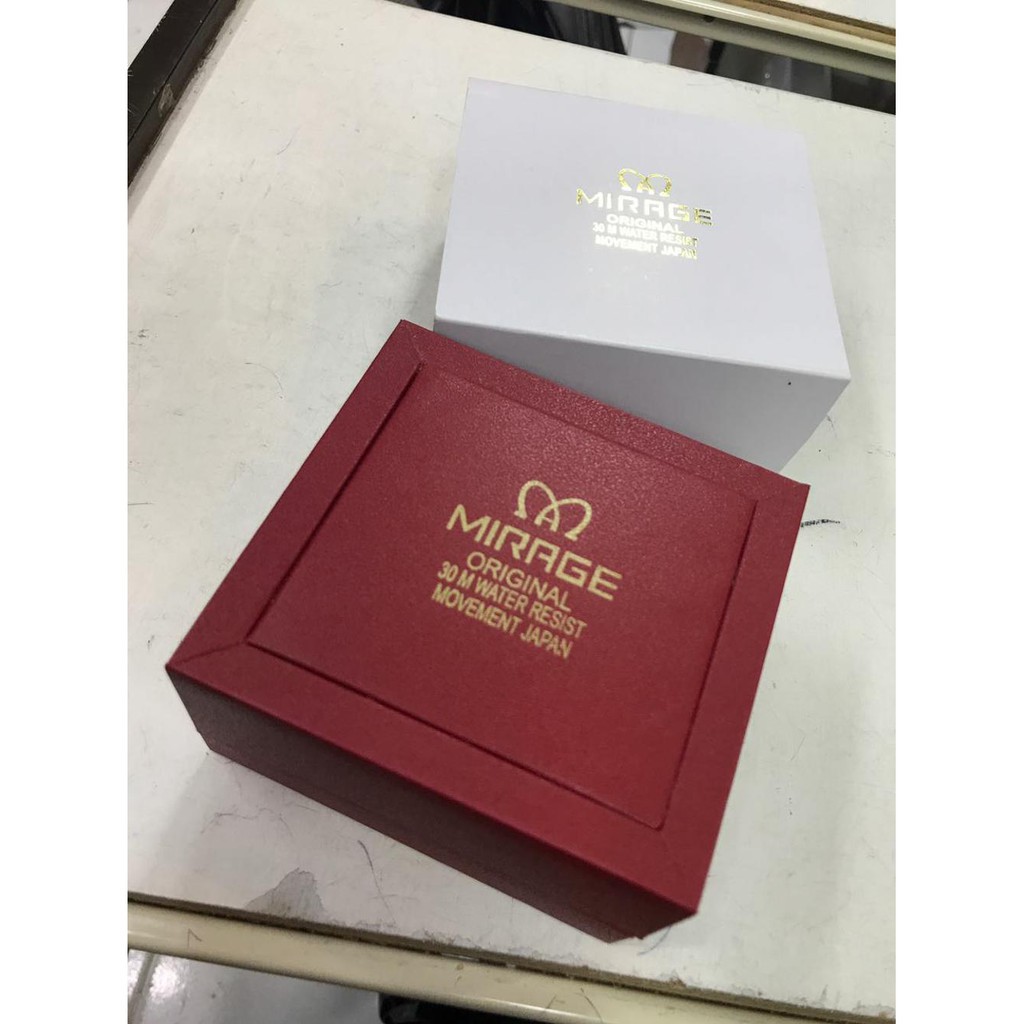 MIRAGE
ORIGINAL
30 M WATER RESIST
MOVEMENT JAPAN
MIRAGE
ORIGINAL
30 M WATER RESIST
MOVEMENT JAPAN